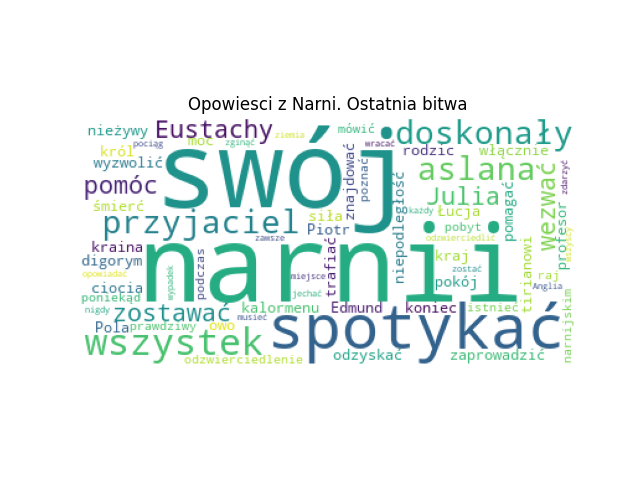 Opowiesci z Narni. Ostatnia bitwa
nieżywy
pociąg
Eustachy
moc
zginąć
ziemia
mówić
wracać
doskonały
król
wyzwolić
swój
znajdować
poznać
rodzic
włącznie
zdarzyć
pomóc
aslana
wezwać
śmierć
przyjaciel
siła
Piotr
niepodległość
Julia
każdy
Łucja
pomagać
profesor
pobyt
odzwierciedlić
kraina
narnii
zawsze
trafiać
digorym
podczas
kraj
zostać
tirianowi
opowiadać
wypadek
miejsce
pokój
raj
Anglia
ciocia
poniekąd
jechać
nigdy
zostawać
kalormenu
Edmund
koniec
istnieć
narnijskim
musieć
Pola
prawdziwy
owo
spotykać
wszystek
odzwierciedlenie
odzyskać
zaprowadzić